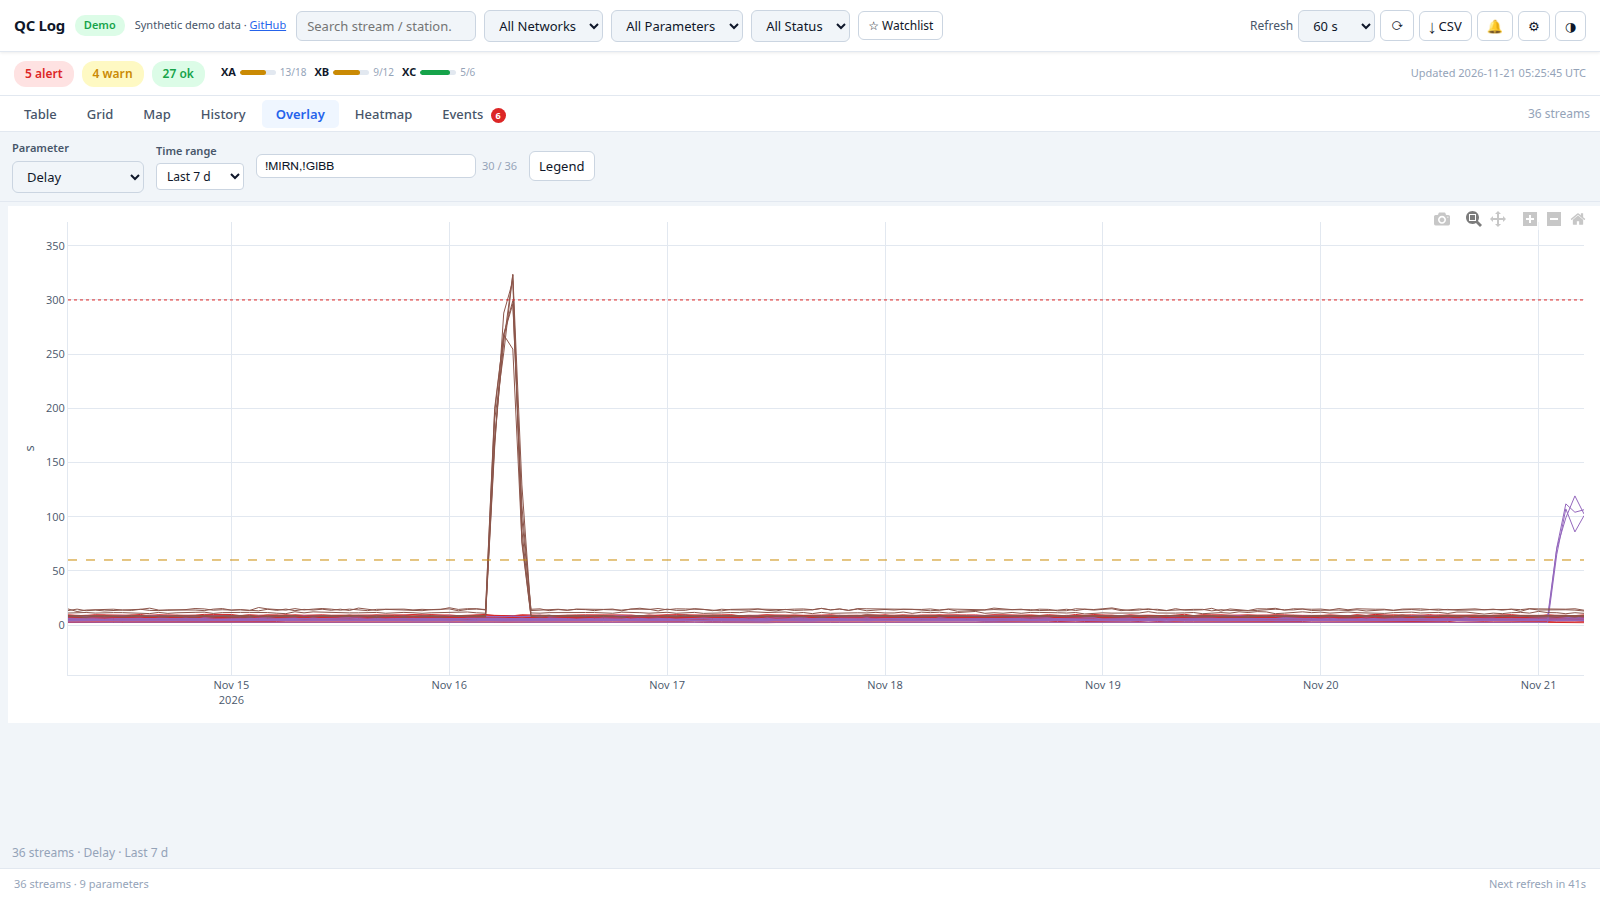 QC Log Demo Synthetic demo data · GitHub Search stream / station. All Networks All Parameters All Status ☆ Watchlist Refresh 60 s ⟳ ↓ CSV
5 alert 4 warn 27 ok XA 13/18 XB 9/12 XC 5/6 Updated 2026-11-21 05:25:45 UTC
Table Grid Map History Overlay Heatmap Events 6 36 streams
Parameter Time range
Delay Last 7 d !MIRN,!GIBB 30 / 36 Legend
350
300
250
200
s
150
100
50
0
Nov 15 Nov 16 Nov 17 Nov 18 Nov 19 Nov 20 Nov 21
2026
36 streams · Delay · Last 7 d
36 streams · 9 parameters Next refresh in 41s